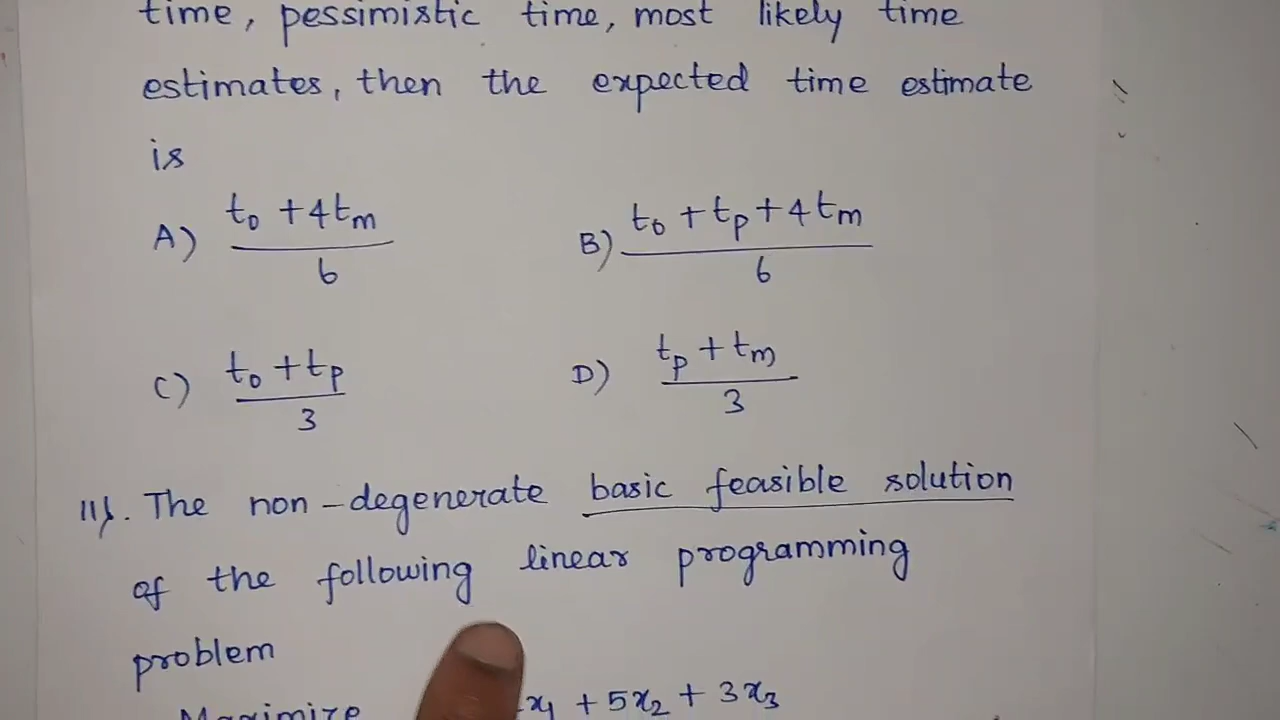 time, pessimistic time, most likely time
estimates, then the expected time estimate
is
A) (t₀ + 4tₘ)/6 B) (t₀ + tₚ + 4tₘ)/6
C) (t₀ + tₚ)/3 D) (tₚ + tₘ)/3
11). The non-degenerate basic feasible solution
of the following linear programming
problem
Maximize x₁ + 5x₂ + 3x₃